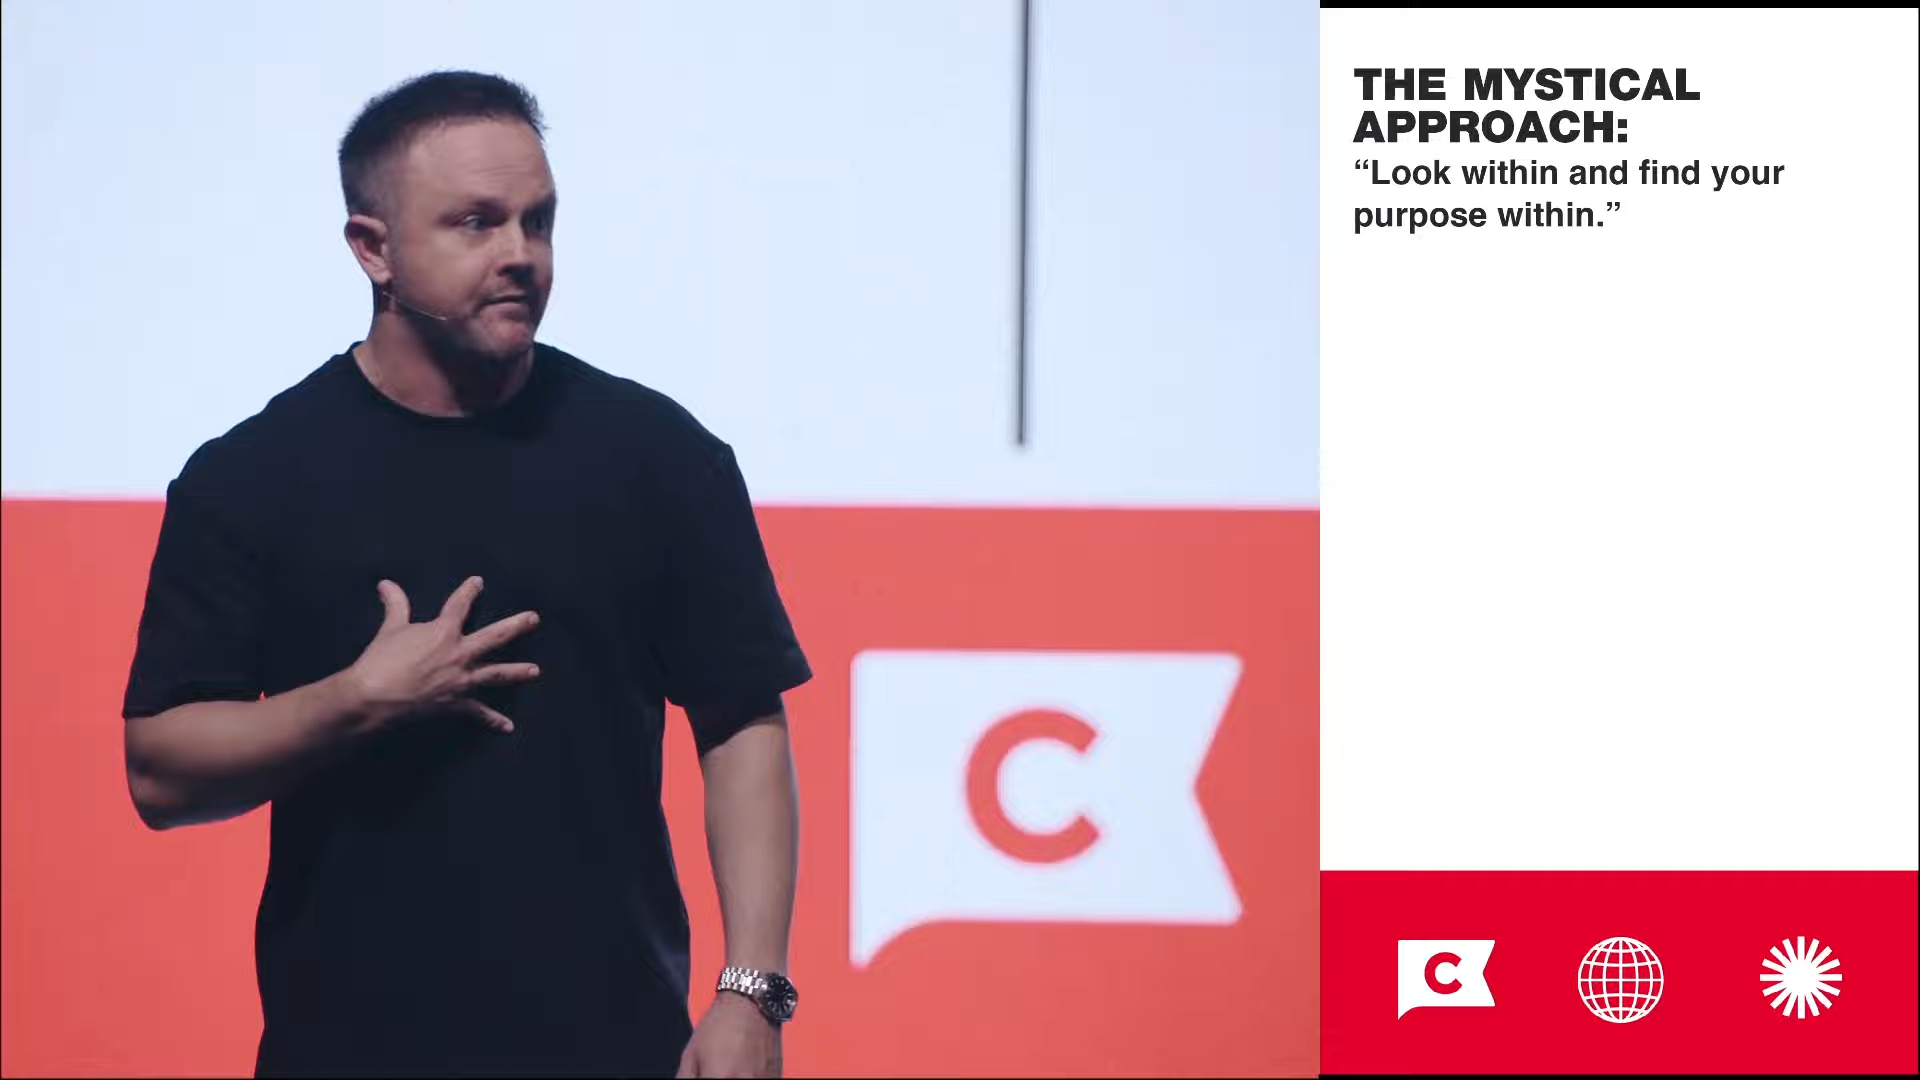 THE MYSTICAL
APPROACH:
“Look within and find your
purpose within.”
C
C